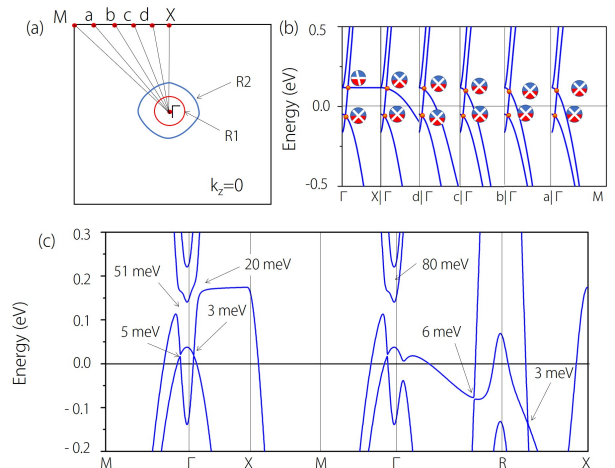 (a)
M a b c d X
R2
Γ
R1
k_z=0
(b)
Energy (eV)
0.5
0.0
-0.5
Γ X|Γ d|Γ c|Γ b|Γ a|Γ M
(c)
Energy (eV)
0.3
0.2
0.1
0.0
- 0.1
- 0.2
51 meV
20 meV
5 meV
3 meV
80 meV
6 meV
3 meV
M Γ X M Γ R X